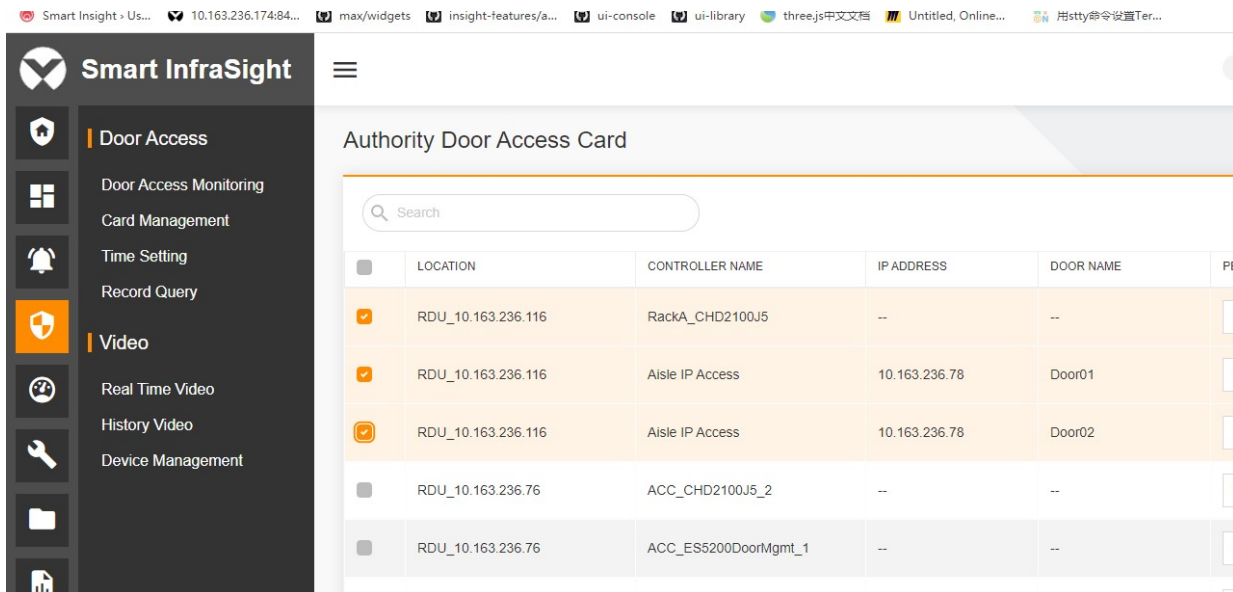 Smart Insight › Us... 10.163.236.174:84... max/widgets insight-features/a... ui-console ui-library three.js中文文档 Untitled, Online... 用stty命令设置Ter...
Smart InfraSight
Door Access
Door Access Monitoring
Card Management
Time Setting
Record Query
Video
Real Time Video
History Video
Device Management
Authority Door Access Card
Search
LOCATION CONTROLLER NAME IP ADDRESS DOOR NAME
RDU_10.163.236.116 RackA_CHD2100J5 -- --
RDU_10.163.236.116 Aisle IP Access 10.163.236.78 Door01
RDU_10.163.236.116 Aisle IP Access 10.163.236.78 Door02
RDU_10.163.236.76 ACC_CHD2100J5_2 -- --
RDU_10.163.236.76 ACC_ES5200DoorMgmt_1 -- --